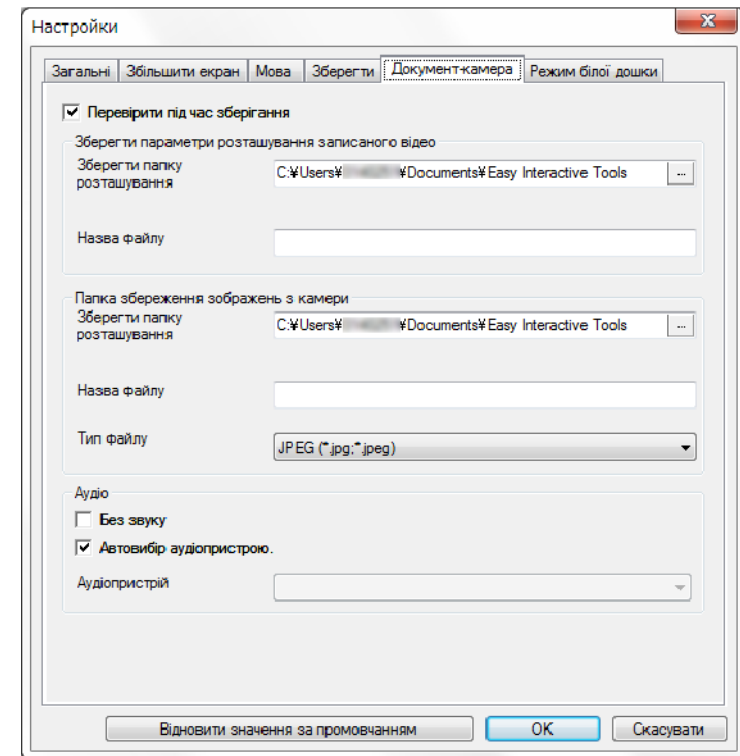 Настройки
Загальні Збільшити екран Мова Зберегти Документ-камера Режим білої дошки
Перевірити під час зберігання
Зберегти параметри розташування записаного відео
Зберегти папку
розташування
C:¥Users¥ ¥Documents¥Easy Interactive Tools
...
Назва файлу
Папка збереження зображень з камери
Зберегти папку
розташування
C:¥Users¥ ¥Documents¥Easy Interactive Tools
...
Назва файлу
Тип файлу
JPEG (*.jpg;*.jpeg)
Аудіо
Без звуку
Автовибір аудіопристрою.
Аудіопристрій
Відновити значення за промовчанням OK Скасувати